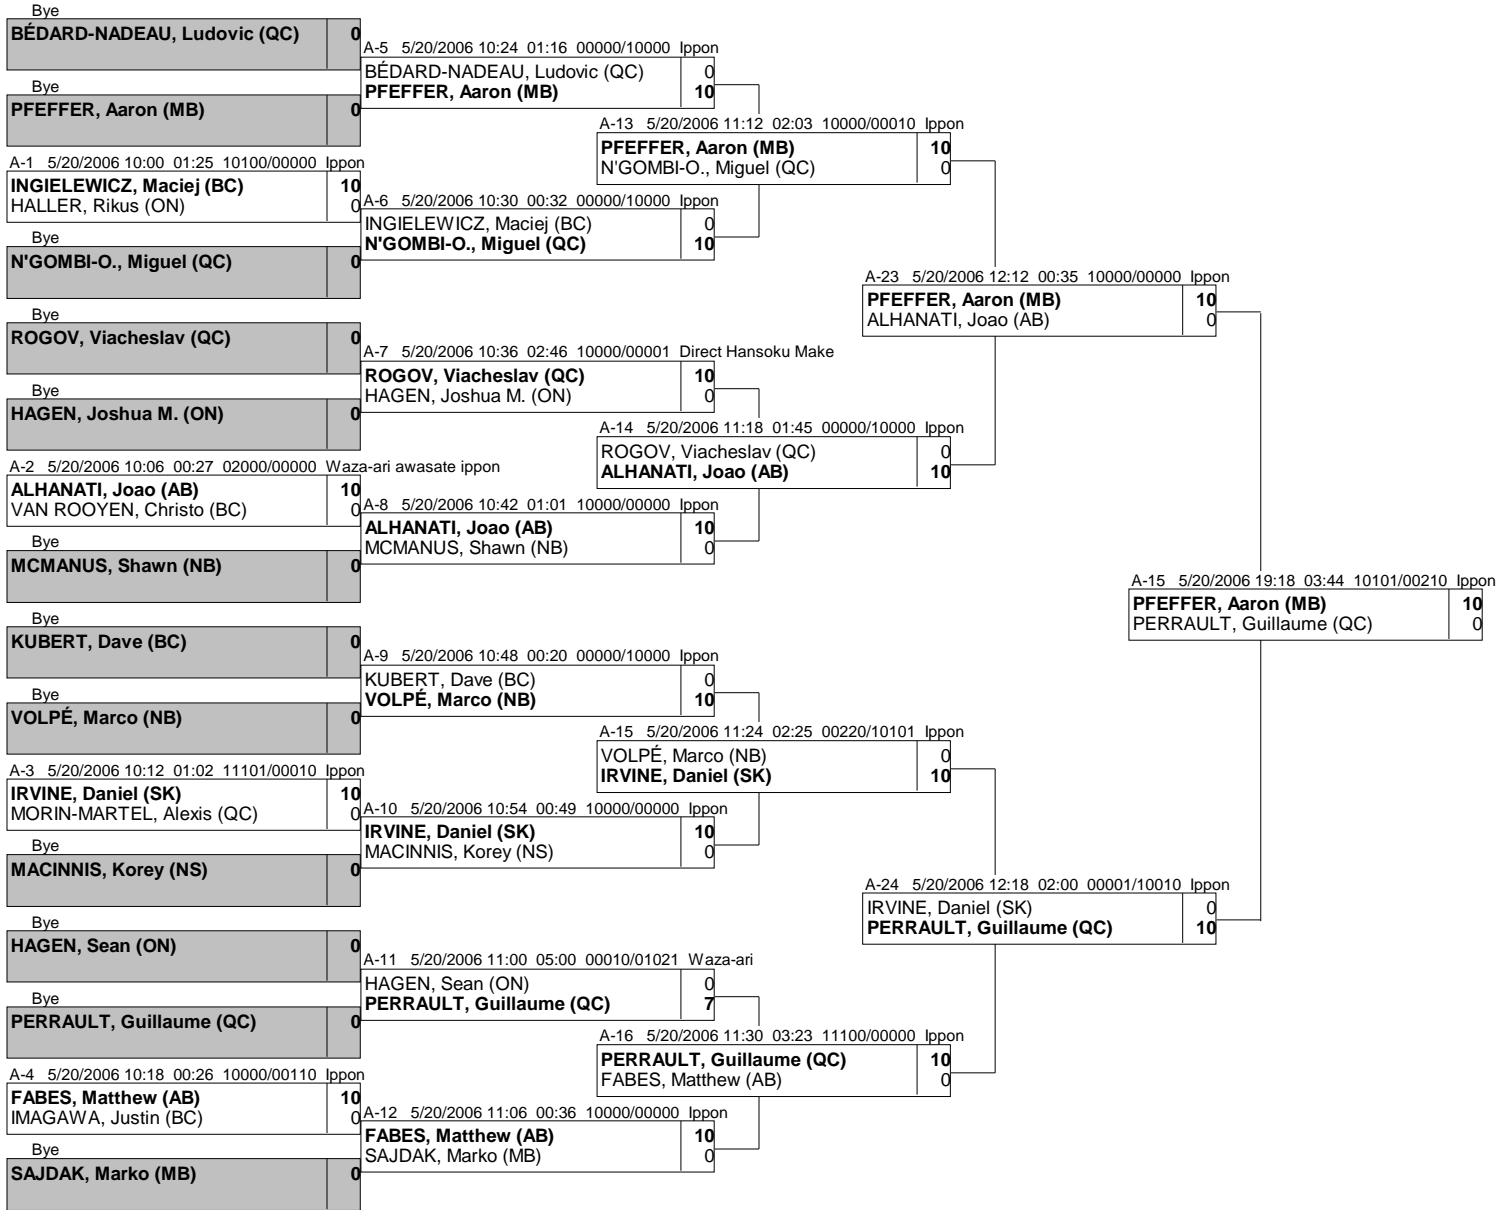 Bye
BÉDARD-NADEAU, Ludovic (QC) 0
Bye
PFEFFER, Aaron (MB) 0
A-1 5/20/2006 10:00 01:25 10100/00000 Ippon
INGIELEWICZ, Maciej (BC) 10
HALLER, Rikus (ON) 0
Bye
N'GOMBI-O., Miguel (QC) 0
Bye
ROGOV, Viacheslav (QC) 0
Bye
HAGEN, Joshua M. (ON) 0
A-2 5/20/2006 10:06 00:27 02000/00000 Waza-ari awasate ippon
ALHANATI, Joao (AB) 10
VAN ROOYEN, Christo (BC) 0
Bye
MCMANUS, Shawn (NB) 0
Bye
KUBERT, Dave (BC) 0
Bye
VOLPÉ, Marco (NB) 0
A-3 5/20/2006 10:12 01:02 11101/00010 Ippon
IRVINE, Daniel (SK) 10
MORIN-MARTEL, Alexis (QC) 0
Bye
MACINNIS, Korey (NS) 0
Bye
HAGEN, Sean (ON) 0
Bye
PERRAULT, Guillaume (QC) 0
A-4 5/20/2006 10:18 00:26 10000/00110 Ippon
FABES, Matthew (AB) 10
IMAGAWA, Justin (BC) 0
Bye
SAJDAK, Marko (MB) 0
A-5 5/20/2006 10:24 01:16 00000/10000 Ippon
BÉDARD-NADEAU, Ludovic (QC) 0
PFEFFER, Aaron (MB) 10
A-6 5/20/2006 10:30 00:32 00000/10000 Ippon
INGIELEWICZ, Maciej (BC) 0
N'GOMBI-O., Miguel (QC) 10
A-7 5/20/2006 10:36 02:46 10000/00001 Direct Hansoku Make
ROGOV, Viacheslav (QC) 10
HAGEN, Joshua M. (ON) 0
A-8 5/20/2006 10:42 01:01 10000/00000 Ippon
ALHANATI, Joao (AB) 10
MCMANUS, Shawn (NB) 0
A-9 5/20/2006 10:48 00:20 00000/10000 Ippon
KUBERT, Dave (BC) 0
VOLPÉ, Marco (NB) 10
A-10 5/20/2006 10:54 00:49 10000/00000 Ippon
IRVINE, Daniel (SK) 10
MACINNIS, Korey (NS) 0
A-11 5/20/2006 11:00 05:00 00010/01021 Waza-ari
HAGEN, Sean (ON) 0
PERRAULT, Guillaume (QC) 7
A-12 5/20/2006 11:06 00:36 10000/00000 Ippon
FABES, Matthew (AB) 10
SAJDAK, Marko (MB) 0
A-13 5/20/2006 11:12 02:03 10000/00010 Ippon
PFEFFER, Aaron (MB) 10
N'GOMBI-O., Miguel (QC) 0
A-14 5/20/2006 11:18 01:45 00000/10000 Ippon
ROGOV, Viacheslav (QC) 0
ALHANATI, Joao (AB) 10
A-15 5/20/2006 11:24 02:25 00220/10101 Ippon
VOLPÉ, Marco (NB) 0
IRVINE, Daniel (SK) 10
A-16 5/20/2006 11:30 03:23 11100/00000 Ippon
PERRAULT, Guillaume (QC) 10
FABES, Matthew (AB) 0
A-23 5/20/2006 12:12 00:35 10000/00000 Ippon
PFEFFER, Aaron (MB) 10
ALHANATI, Joao (AB) 0
A-24 5/20/2006 12:18 02:00 00001/10010 Ippon
IRVINE, Daniel (SK) 0
PERRAULT, Guillaume (QC) 10
A-15 5/20/2006 19:18 03:44 10101/00210 Ippon
PFEFFER, Aaron (MB) 10
PERRAULT, Guillaume (QC) 0